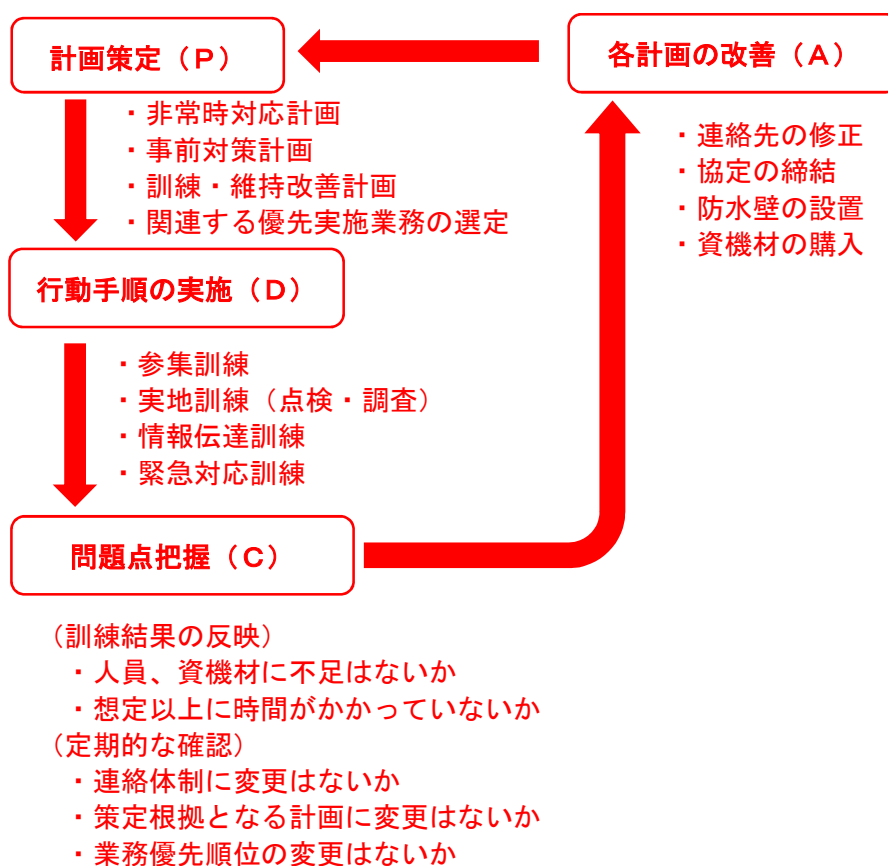 計画策定（Ｐ）
・非常時対応計画
・事前対策計画
・訓練・維持改善計画
・関連する優先実施業務の選定
行動手順の実施（Ｄ）
・参集訓練
・実地訓練（点検・調査）
・情報伝達訓練
・緊急対応訓練
問題点把握（Ｃ）
（訓練結果の反映）
・人員、資機材に不足はないか
・想定以上に時間がかかっていないか
（定期的な確認）
・連絡体制に変更はないか
・策定根拠となる計画に変更はないか
・業務優先順位の変更はないか
各計画の改善（Ａ）
・連絡先の修正
・協定の締結
・防水壁の設置
・資機材の購入